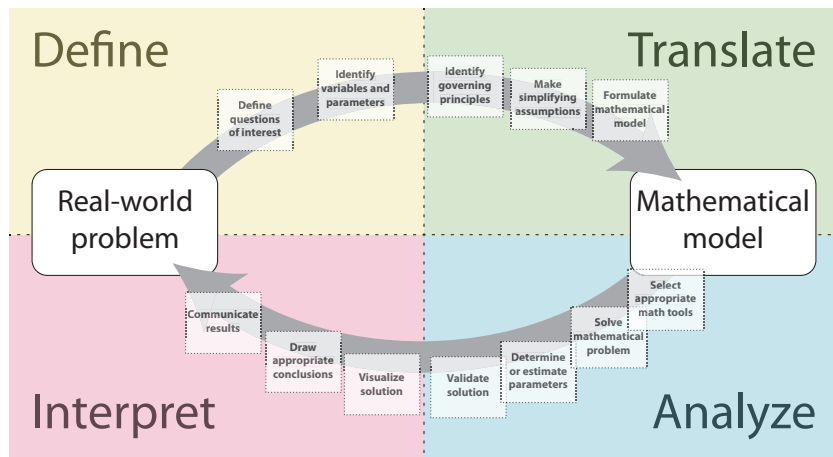 Define
Translate
Define
questions
of interest
Identify
variables and
parameters
Identify
governing
principles
Make
simplifying
assumptions
Formulate
mathematical
model
Real-world
problem
Mathematical
model
Select
appropriate
math tools
Solve
mathematical
problem
Determine
or estimate
parameters
Validate
solution
Visualize
solution
Draw
appropriate
conclusions
Communicate
results
Interpret
Analyze